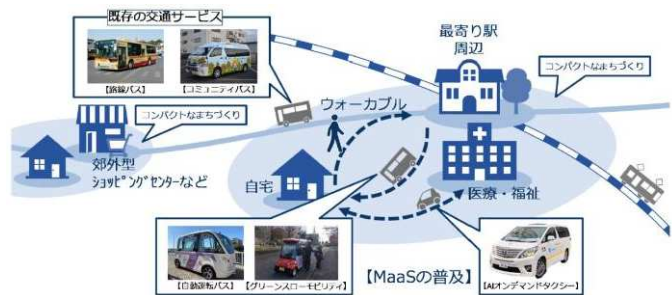 既存の交通サービス
【路線バス】
【コミュニティバス】
最寄り駅
周辺
コンパクトなまちづくり
コンパクトなまちづくり
ウォーカブル
郊外型
ショッピングセンターなど
自宅
医療・福祉
【自動運転バス】
【グリーンスローモビリティ】
【MaaSの普及】
【AIオンデマンドタクシー】